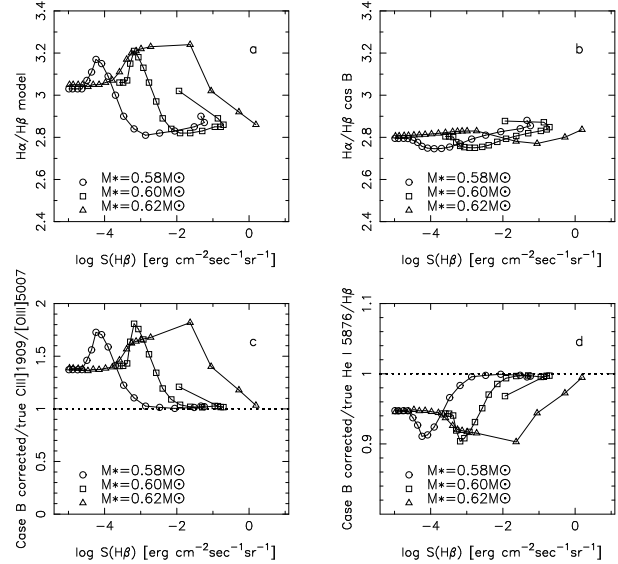 3.4
3.2
3
2.8
2.6
2.4
Hα/Hβ model
a
M*=0.58M⊙
M*=0.60M⊙
M*=0.62M⊙
−4 −2 0
log S(Hβ) [erg cm⁻²sec⁻¹sr⁻¹]
3.4
3.2
3
2.8
2.6
2.4
Hα/Hβ cas B
b
M*=0.58M⊙
M*=0.60M⊙
M*=0.62M⊙
−4 −2 0
log S(Hβ) [erg cm⁻²sec⁻¹sr⁻¹]
2
1.5
1
0.5
0
Case B corrected/true CIII]1909/[OIII]5007
c
M*=0.58M⊙
M*=0.60M⊙
M*=0.62M⊙
−4 −2 0
log S(Hβ) [erg cm⁻²sec⁻¹sr⁻¹]
1.1
1
0.9
Case B corrected/true He I 5876/Hβ
d
M*=0.58M⊙
M*=0.60M⊙
M*=0.62M⊙
−4 −2 0
log S(Hβ) [erg cm⁻²sec⁻¹sr⁻¹]